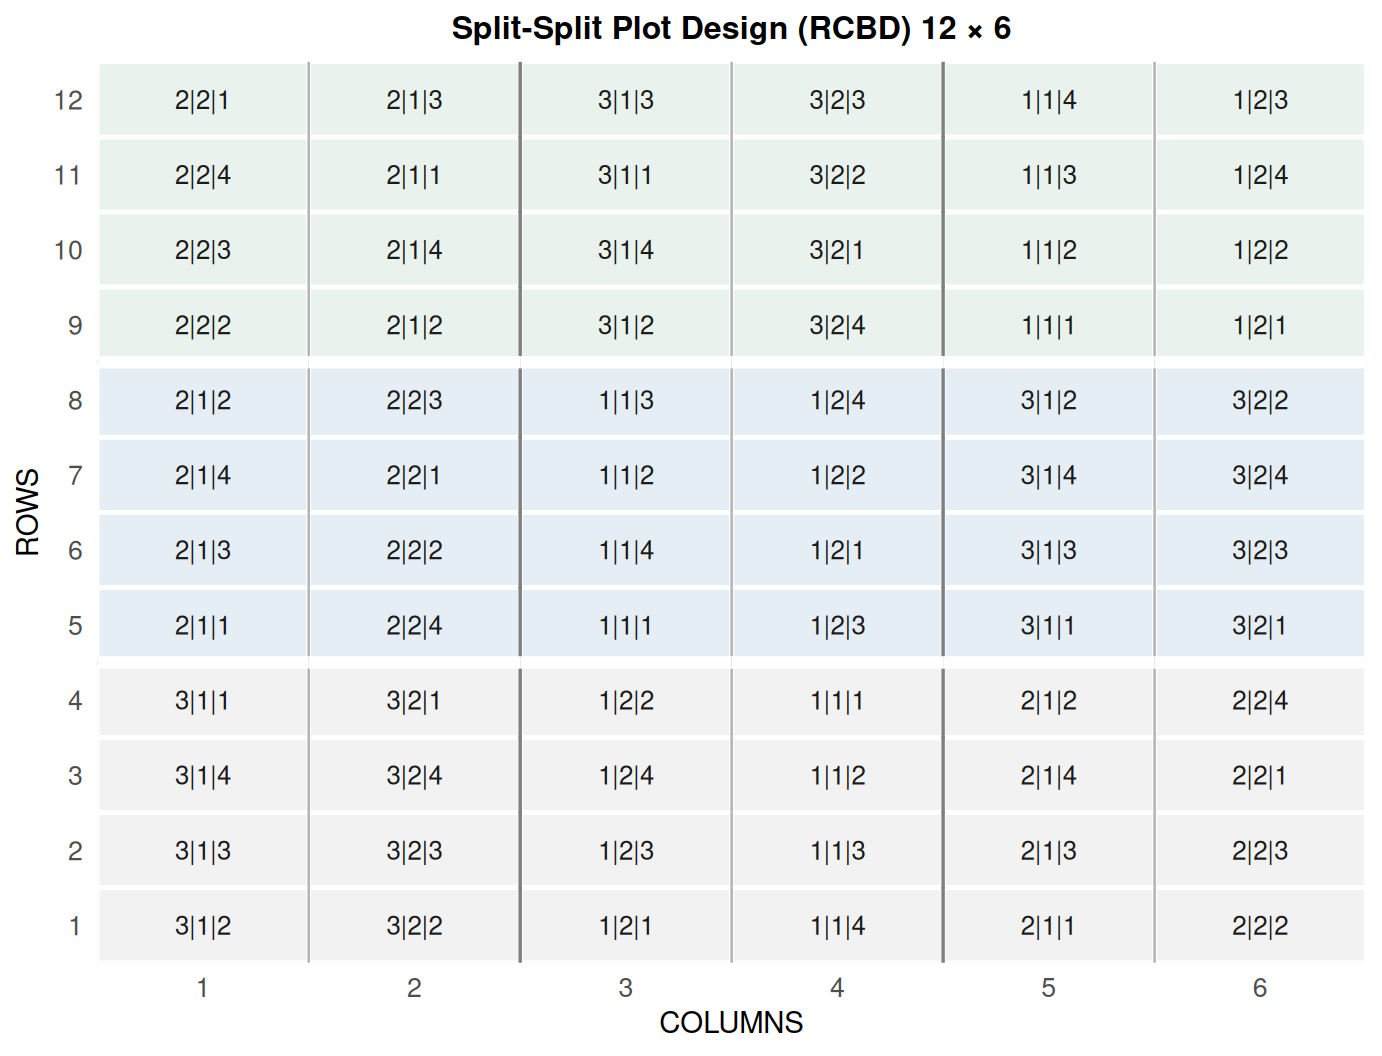 Split-Split Plot Design (RCBD) 12 × 6
12 2|2|1 2|1|3 3|1|3 3|2|3 1|1|4 1|2|3
11 2|2|4 2|1|1 3|1|1 3|2|2 1|1|3 1|2|4
10 2|2|3 2|1|4 3|1|4 3|2|1 1|1|2 1|2|2
9 2|2|2 2|1|2 3|1|2 3|2|4 1|1|1 1|2|1
8 2|1|2 2|2|3 1|1|3 1|2|4 3|1|2 3|2|2
7 2|1|4 2|2|1 1|1|2 1|2|2 3|1|4 3|2|4
6 2|1|3 2|2|2 1|1|4 1|2|1 3|1|3 3|2|3
5 2|1|1 2|2|4 1|1|1 1|2|3 3|1|1 3|2|1
4 3|1|1 3|2|1 1|2|2 1|1|1 2|1|2 2|2|4
3 3|1|4 3|2|4 1|2|4 1|1|2 2|1|4 2|2|1
2 3|1|3 3|2|3 1|2|3 1|1|3 2|1|3 2|2|3
1 3|1|2 3|2|2 1|2|1 1|1|4 2|1|1 2|2|2
1 2 3 4 5 6
COLUMNS
ROWS